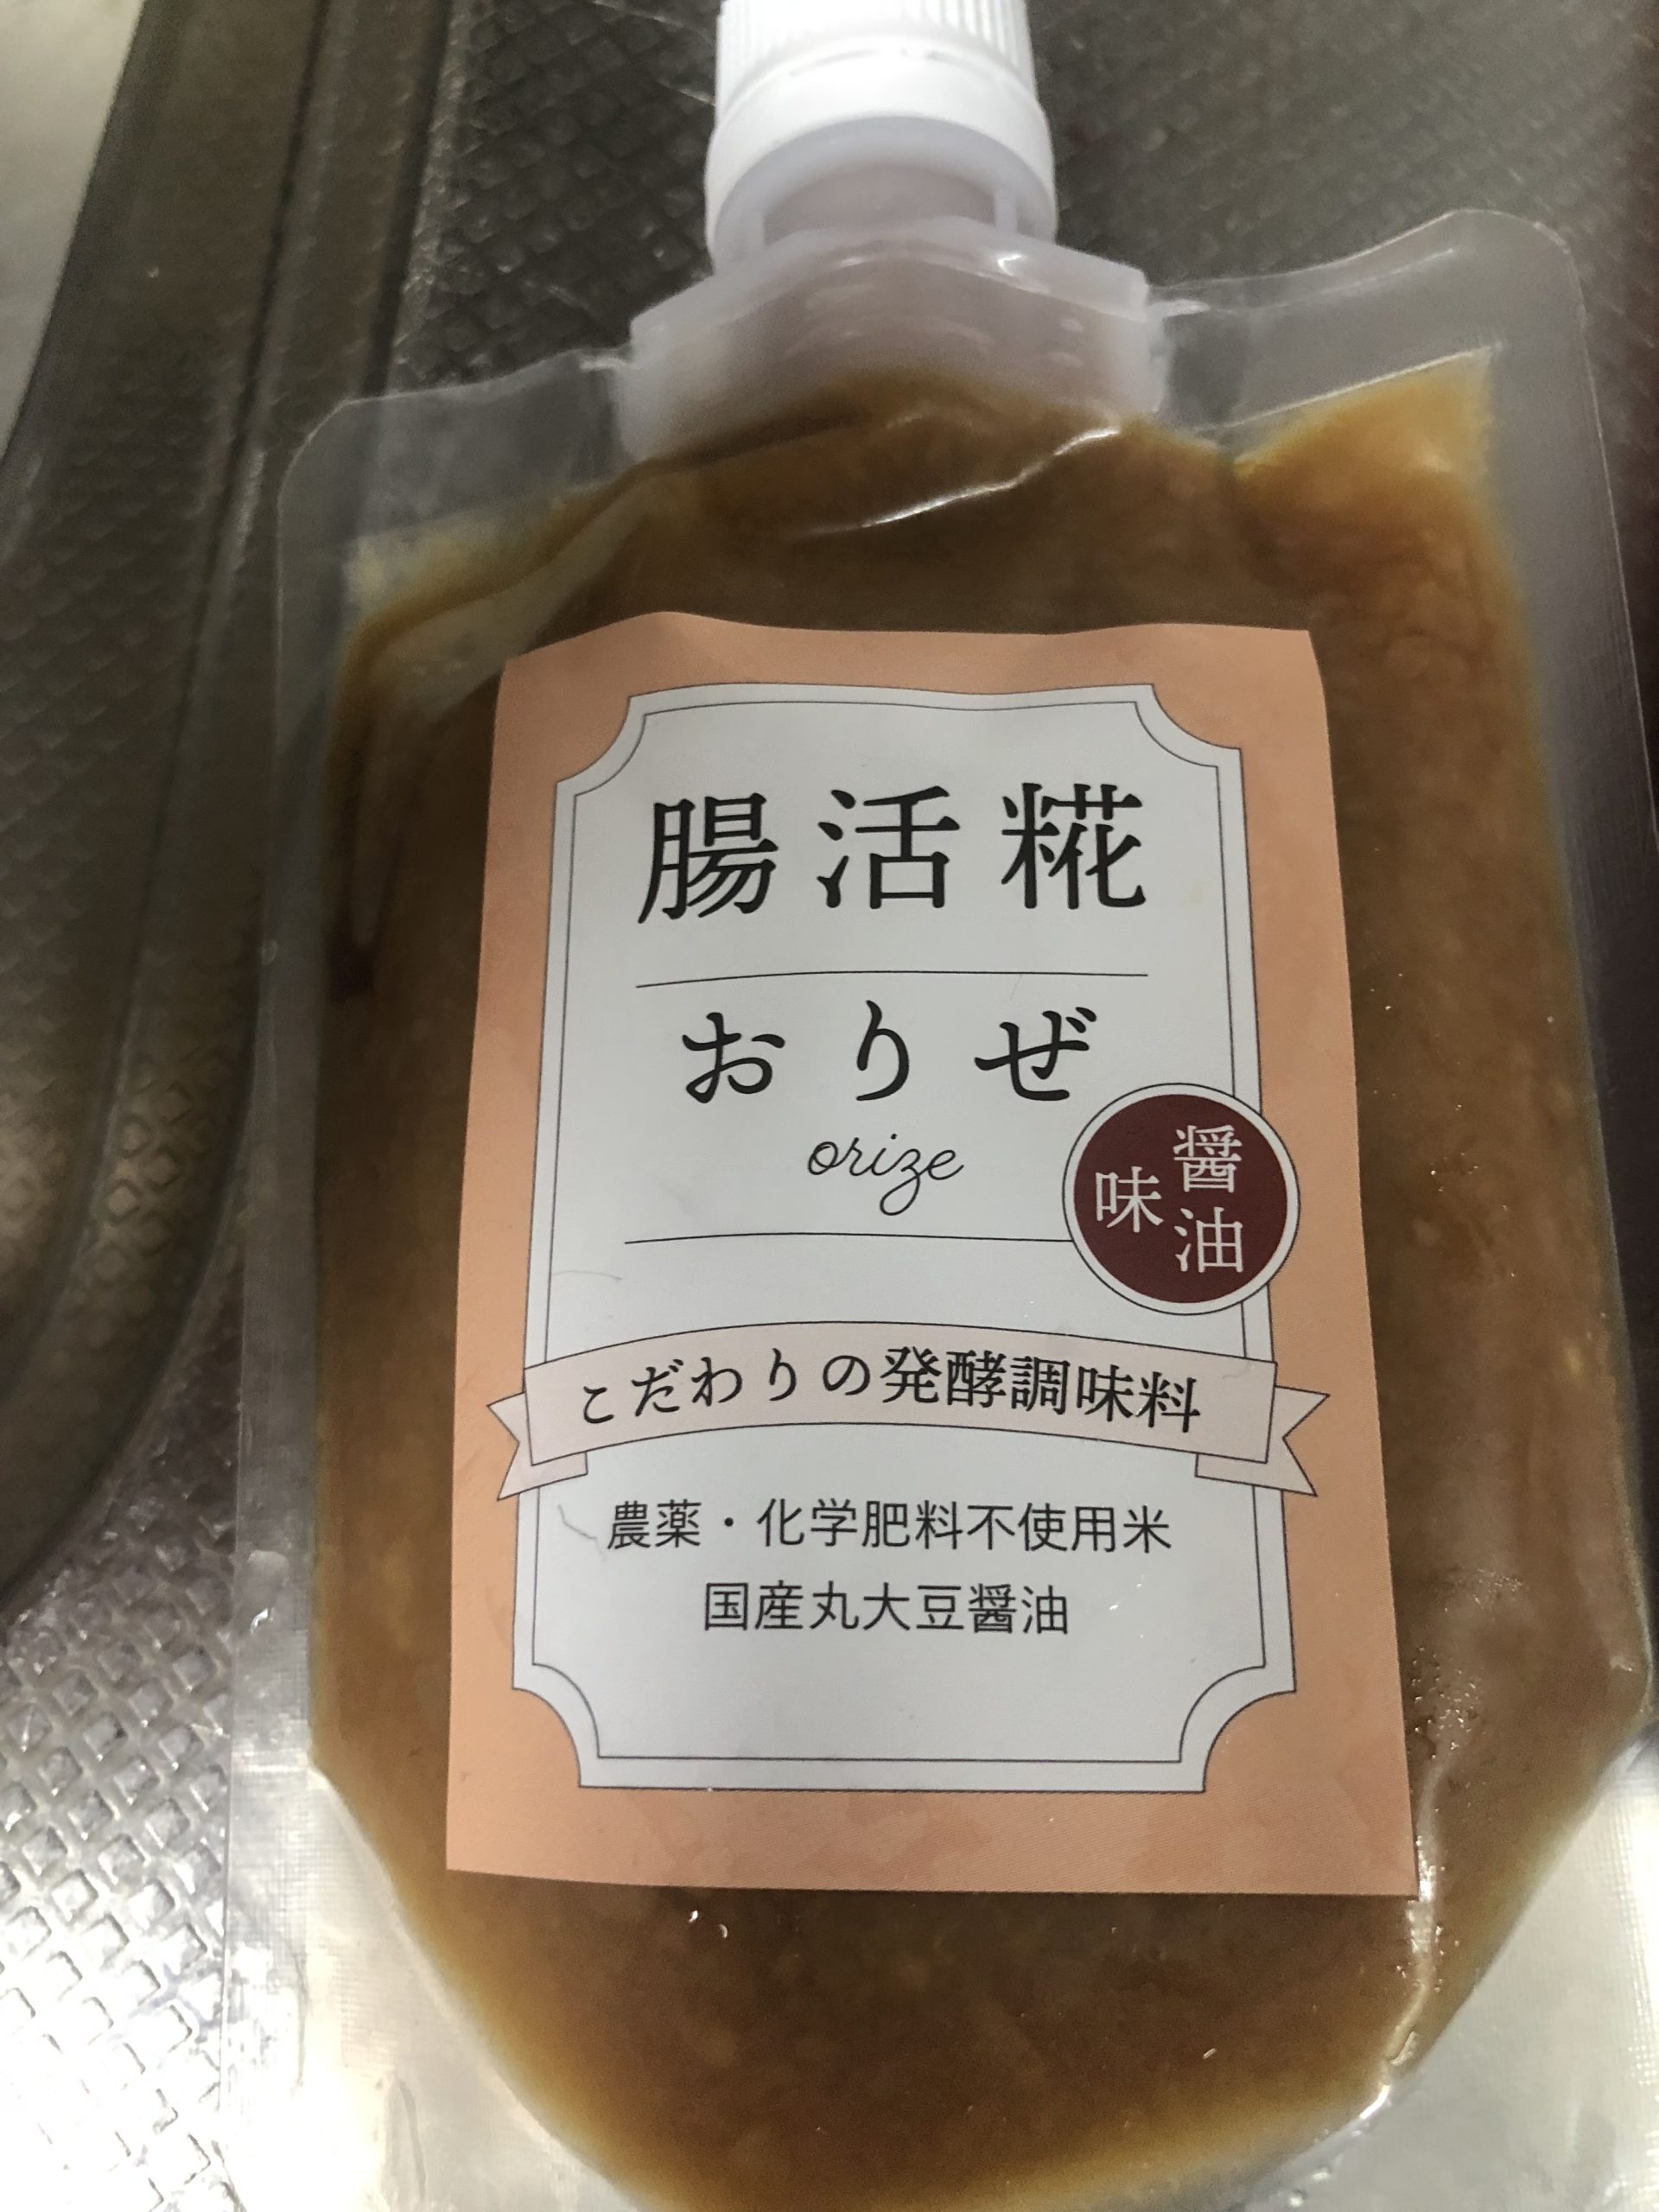 腸活糀
おりぜ
orize
醤油
味
こだわりの発酵調味料
農薬・化学肥料不使用米
国産丸大豆醤油